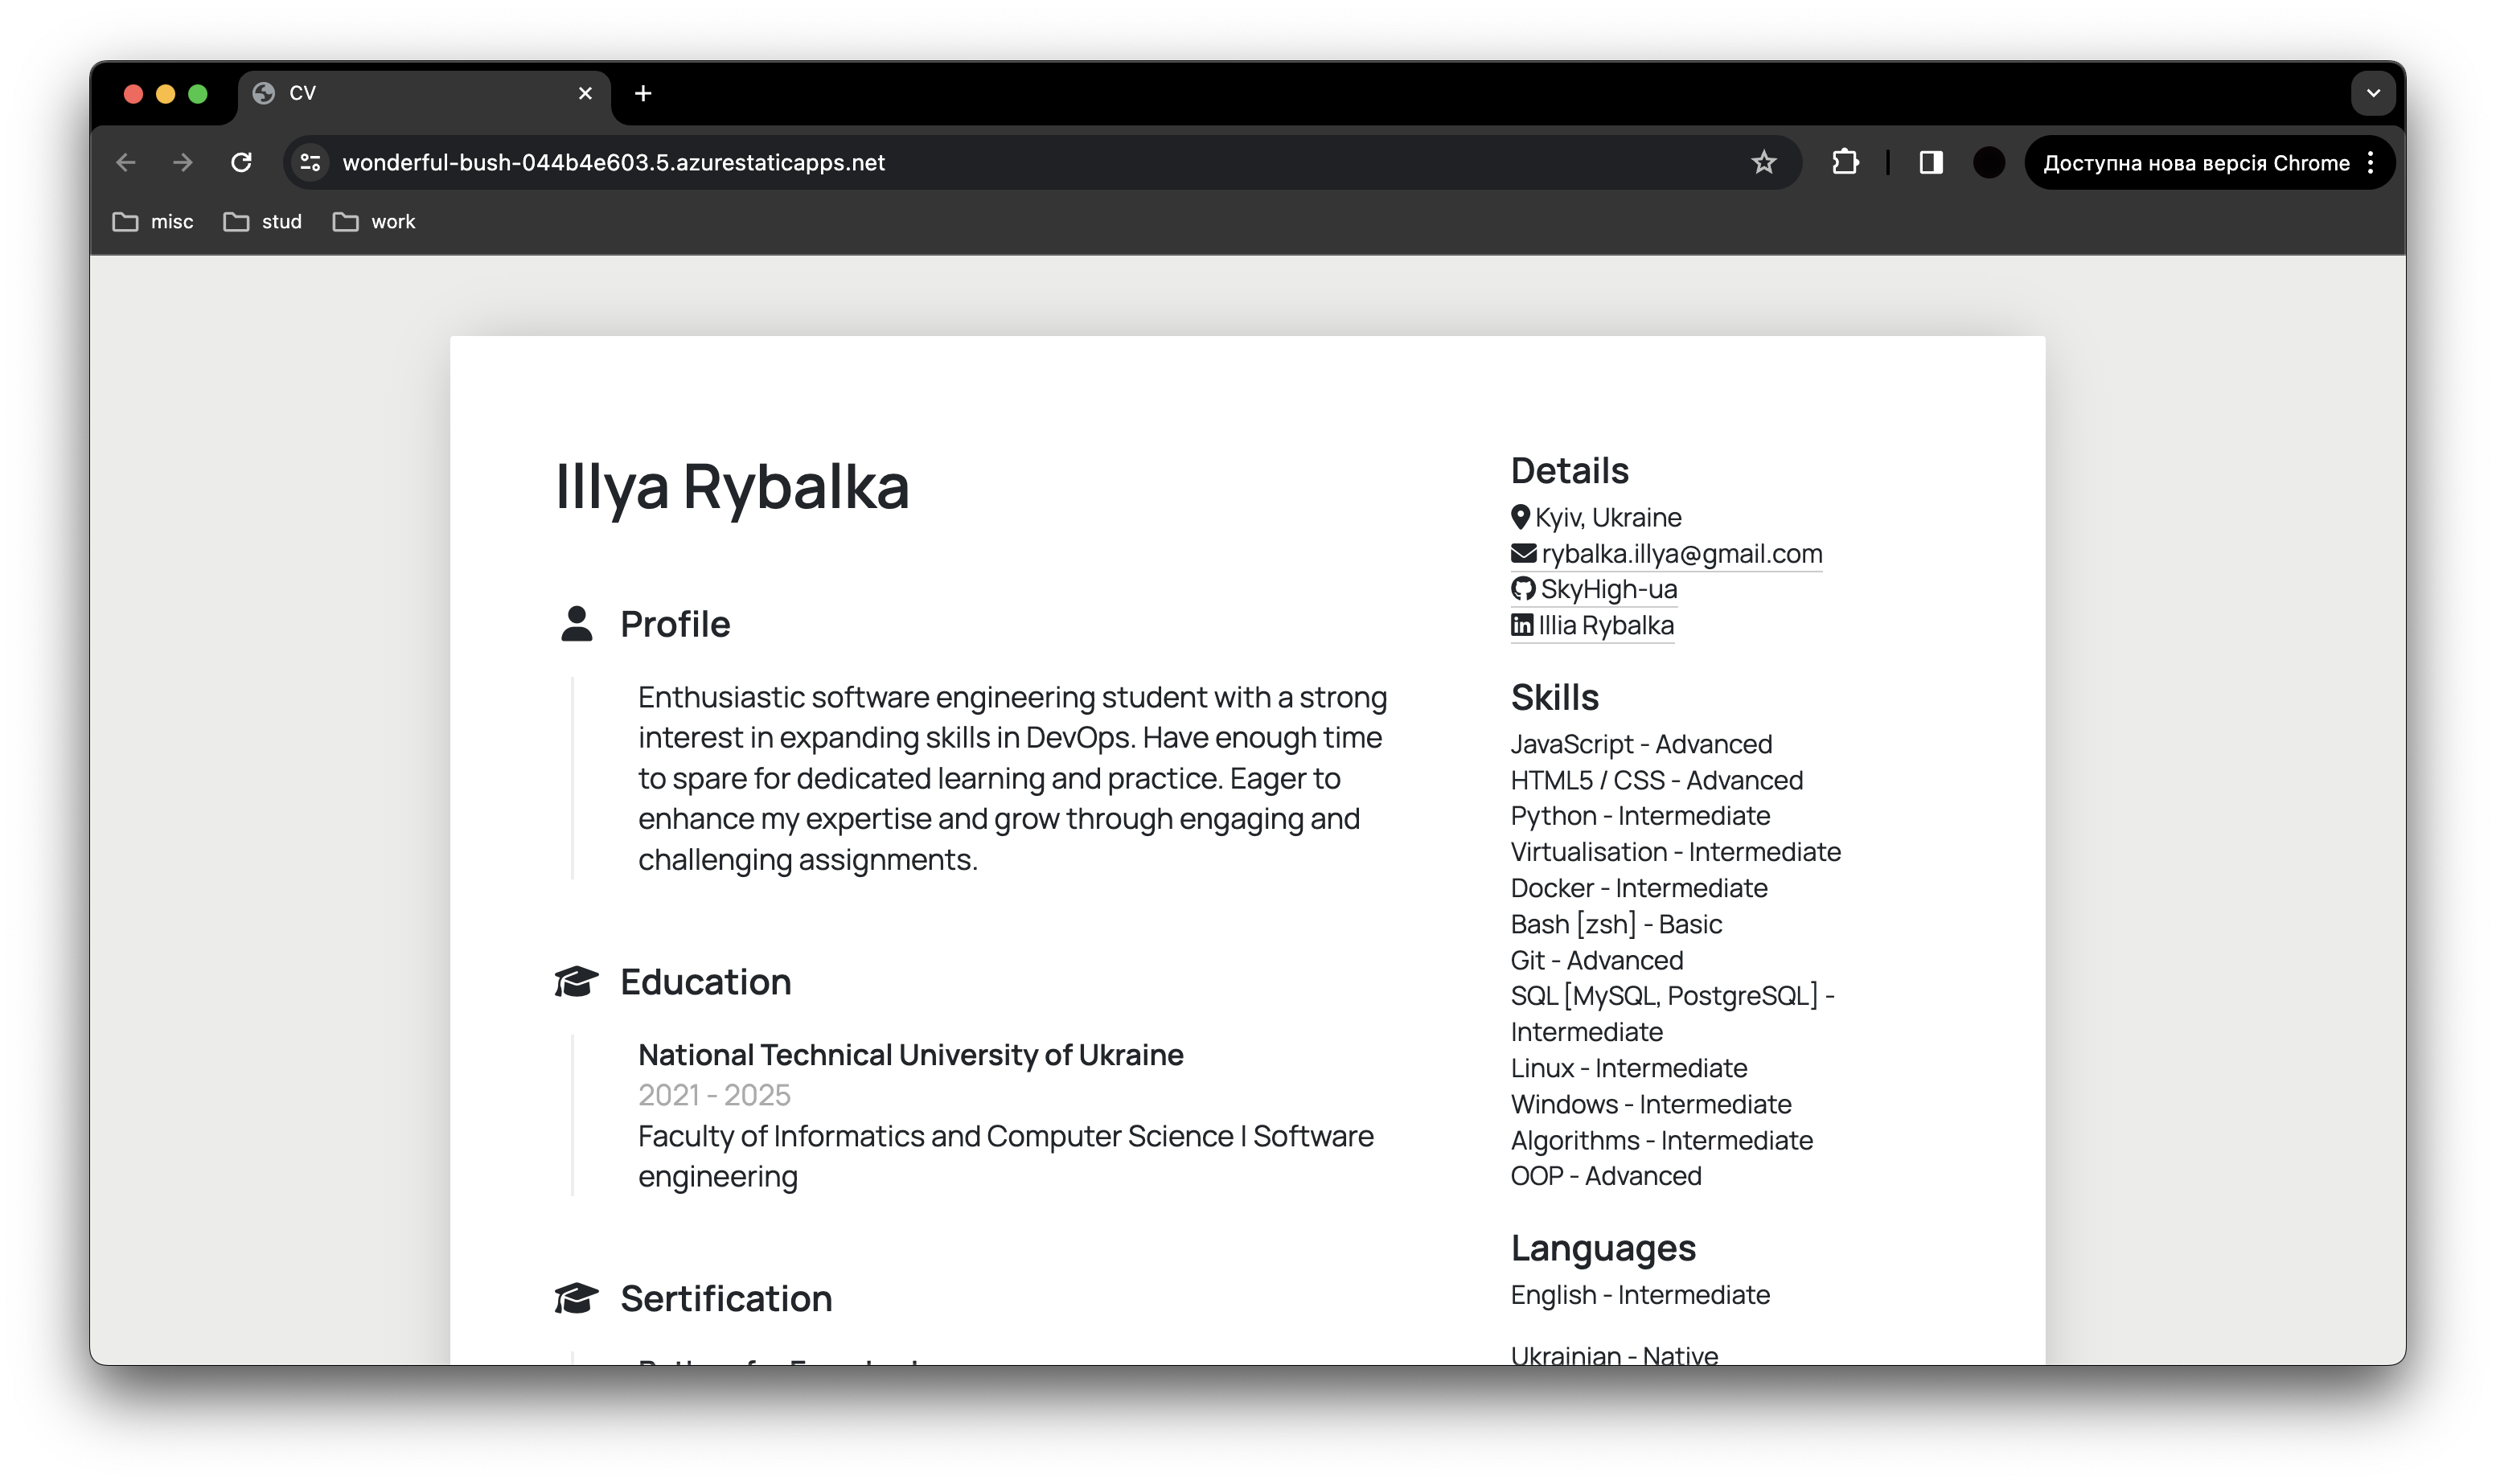 CV
wonderful-bush-044b4e603.5.azurestaticapps.net
Доступна нова версія Chrome
misc
stud
work
Illya Rybalka
Profile
Enthusiastic software engineering student with a strong
interest in expanding skills in DevOps. Have enough time
to spare for dedicated learning and practice. Eager to
enhance my expertise and grow through engaging and
challenging assignments.
Education
National Technical University of Ukraine
2021 - 2025
Faculty of Informatics and Computer Science | Software
engineering
Sertification
Details
Kyiv, Ukraine
rybalka.illya@gmail.com
SkyHigh-ua
Illia Rybalka
Skills
JavaScript - Advanced
HTML5 / CSS - Advanced
Python - Intermediate
Virtualisation - Intermediate
Docker - Intermediate
Bash [zsh] - Basic
Git - Advanced
SQL [MySQL, PostgreSQL] -
Intermediate
Linux - Intermediate
Windows - Intermediate
Algorithms - Intermediate
OOP - Advanced
Languages
English - Intermediate
Ukrainian - Native